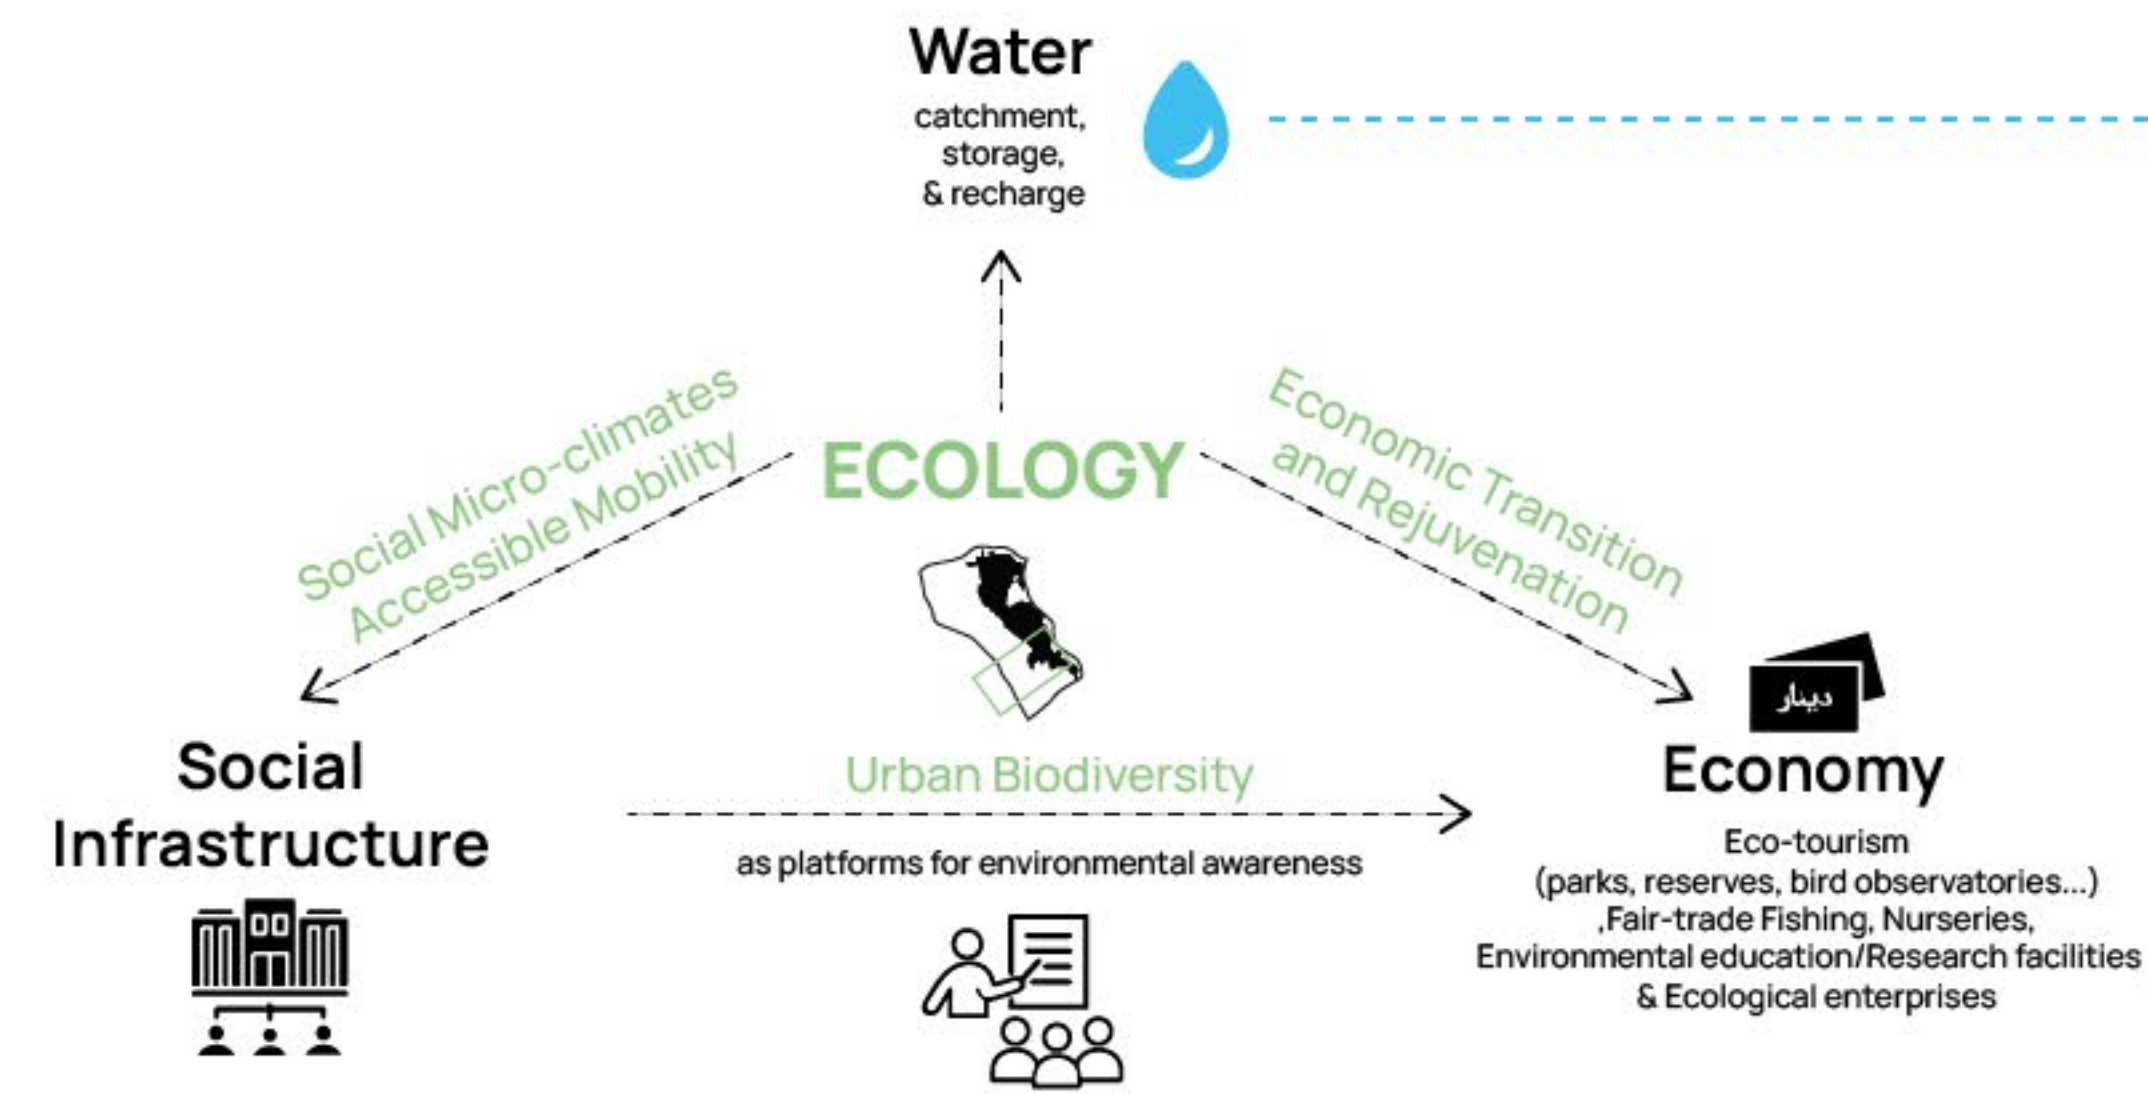 Water
catchment,
storage,
& recharge
Social Micro-climates
Accessible Mobility
ECOLOGY
Economic Transition
and Rejuvenation
دينار
Social
Infrastructure
Urban Biodiversity
as platforms for environmental awareness
Economy
Eco-tourism
(parks, reserves, bird observatories...)
,Fair-trade Fishing, Nurseries,
Environmental education/Research facilities
& Ecological enterprises